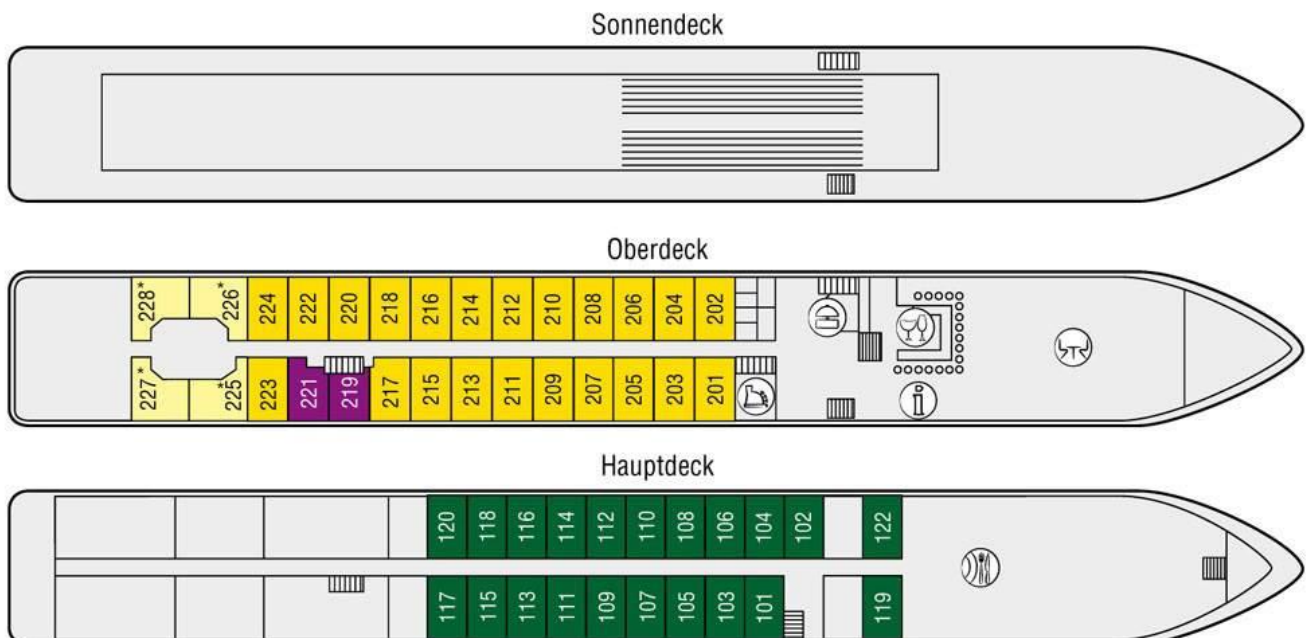 Sonnendeck
Oberdeck
228* 226* 224 222 220 218 216 214 212 210 208 206 204 202
227* 225* 223 221 219 217 215 213 211 209 207 205 203 201
i
Hauptdeck
120 118 116 114 112 110 108 106 104 102 122
117 115 113 111 109 107 105 103 101 119